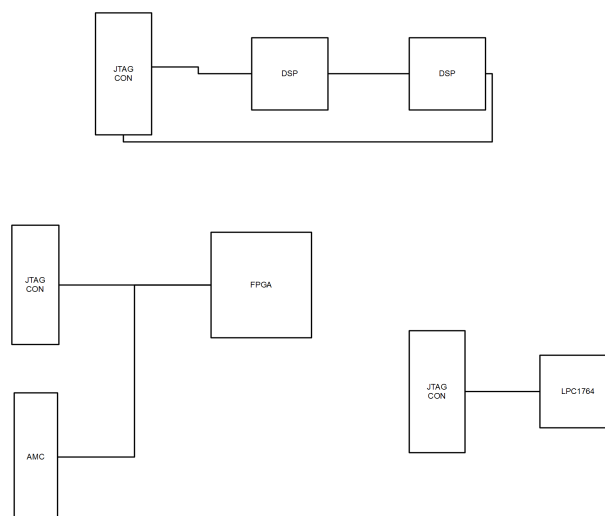 JTAG
CON
DSP
DSP
JTAG
CON
FPGA
JTAG
CON
LPC1764
AMC